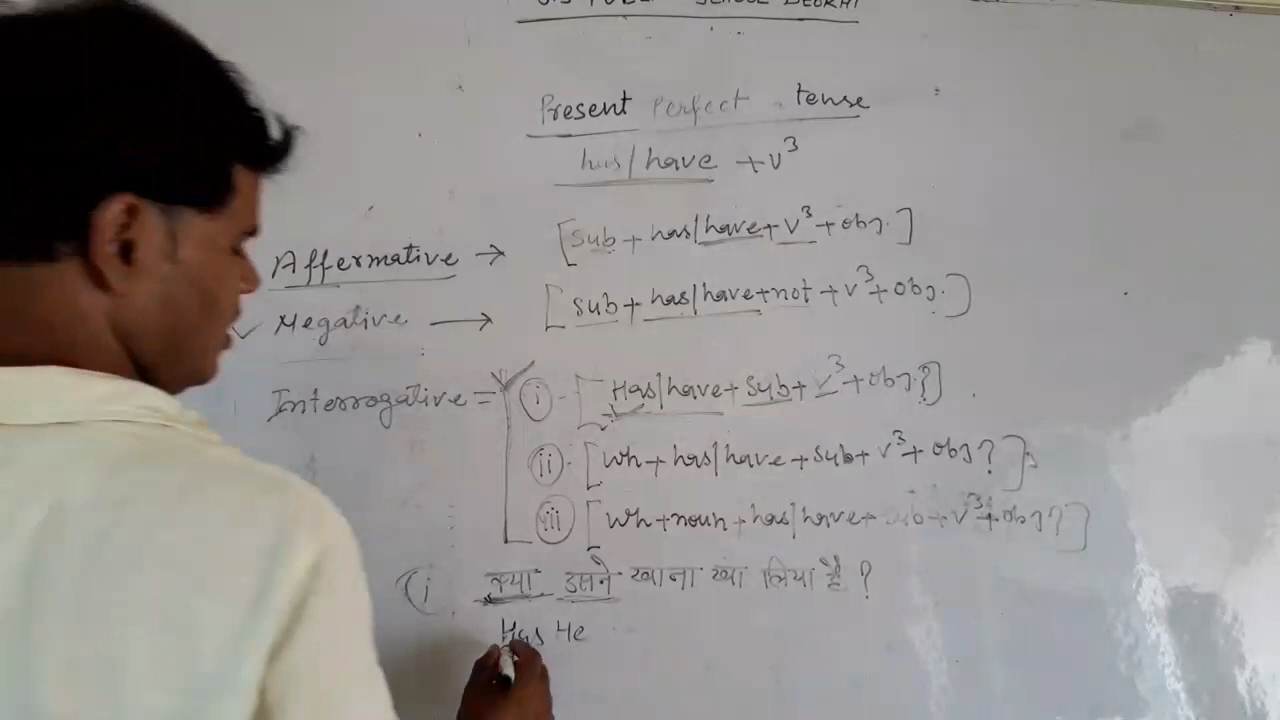 SCHOOL
Present Perfect tense
has/have + v³
Affermative → [sub + has/have + v³ + obj.]
Negative → [sub + has/have + not + v³ + obj.]
Interrogative = (i) - [Has/have + sub + v³ + obj.?]
(ii) - [Wh + has/have + sub + v³ + obj?]
(iii) [Wh + noun + has/have + sub + v³ + obj?]
(i क्या उसने खाना खा लिया है ?
Has He